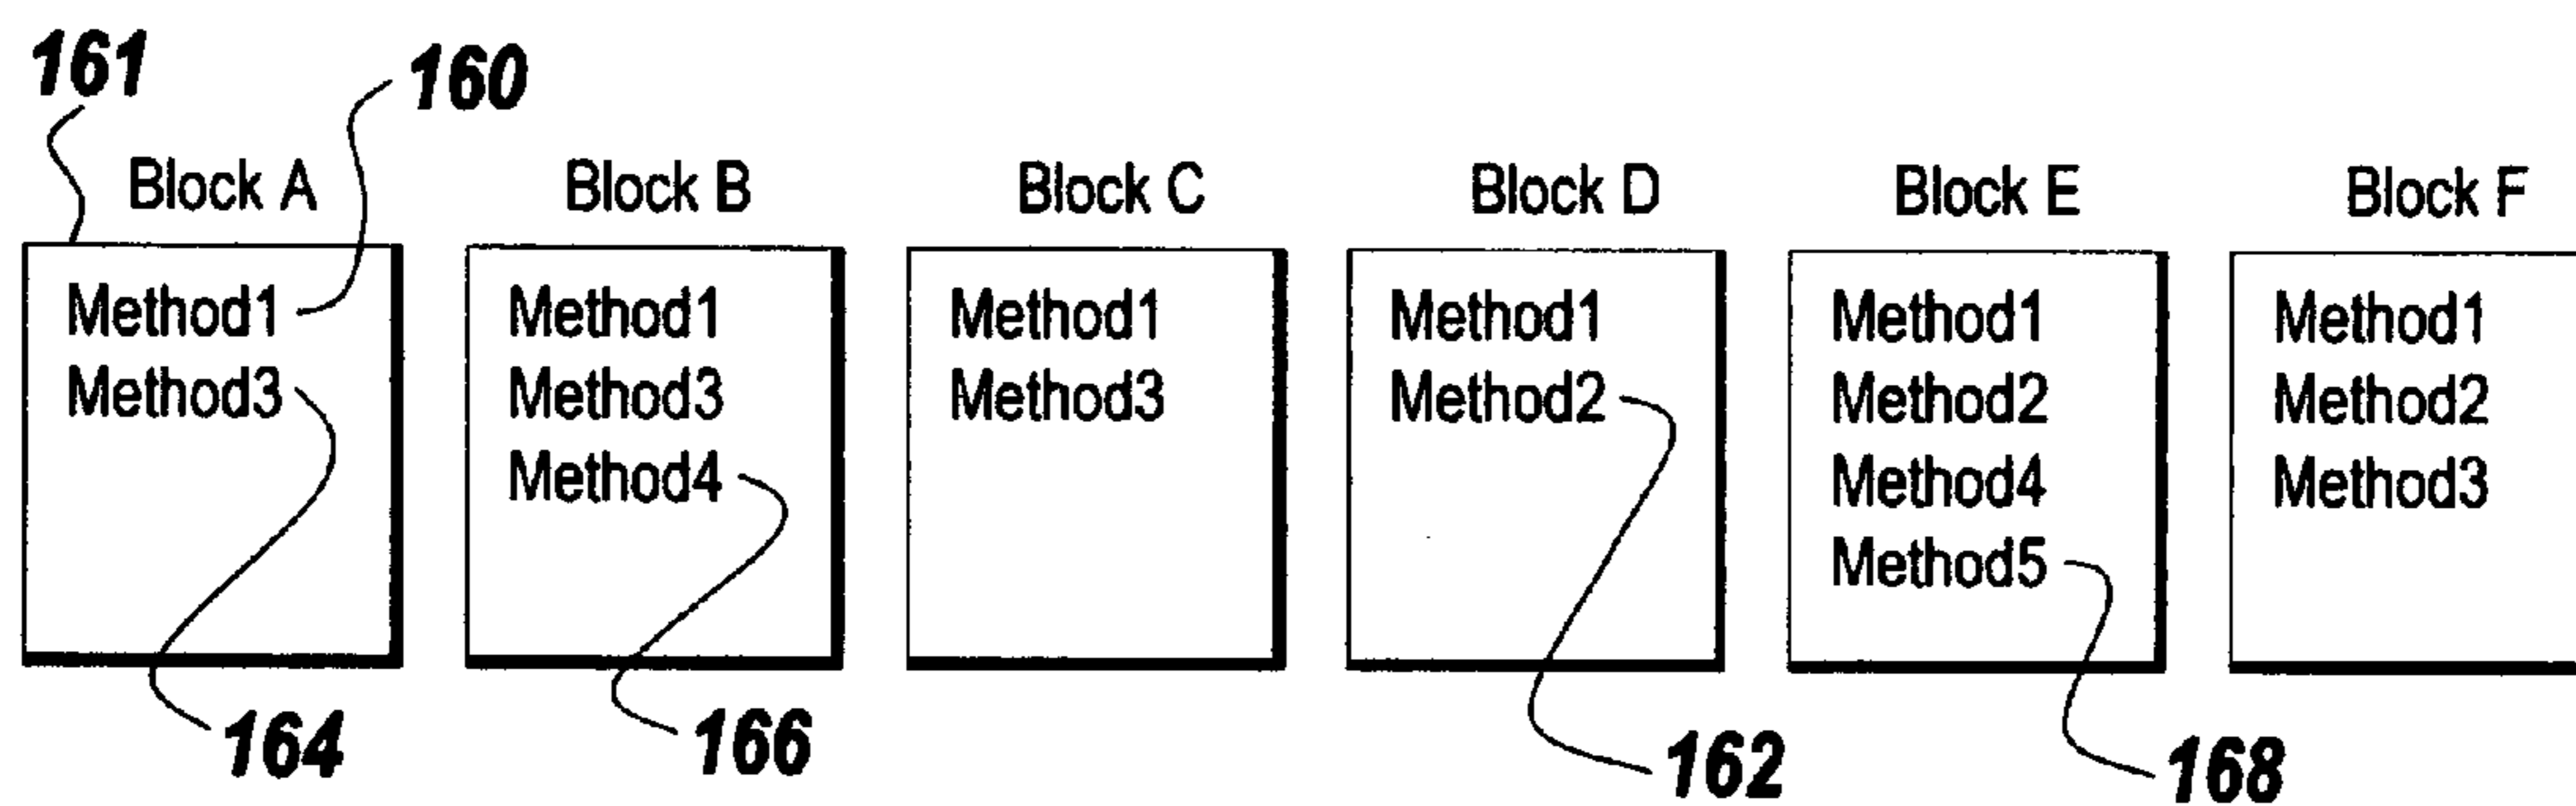 161 160
Block A Block B Block C Block D Block E Block F
Method1 Method1 Method1 Method1 Method1 Method1
Method3 Method3 Method3 Method2 Method2 Method2
Method4 Method4 Method3
Method5
164 166 162 168